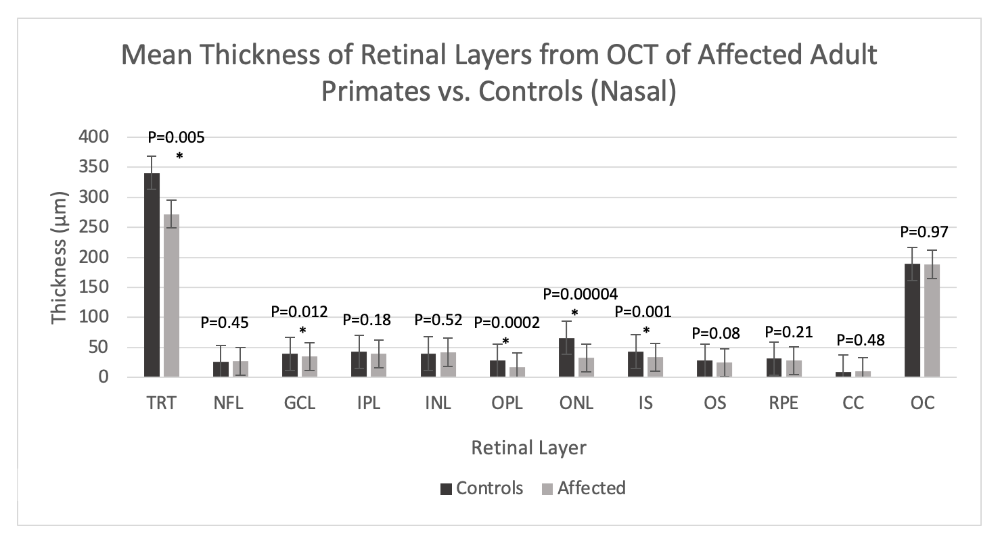 Mean Thickness of Retinal Layers from OCT of Affected Adult
Primates vs. Controls (Nasal)
Thickness (μm)
400
350
300
250
200
150
100
50
0
P=0.005
*
P=0.45
P=0.012
*
P=0.18
P=0.52
P=0.0002
*
P=0.00004
*
P=0.001
*
P=0.08
P=0.21
P=0.48
P=0.97
TRT NFL GCL IPL INL OPL ONL IS OS RPE CC OC
Retinal Layer
Controls Affected